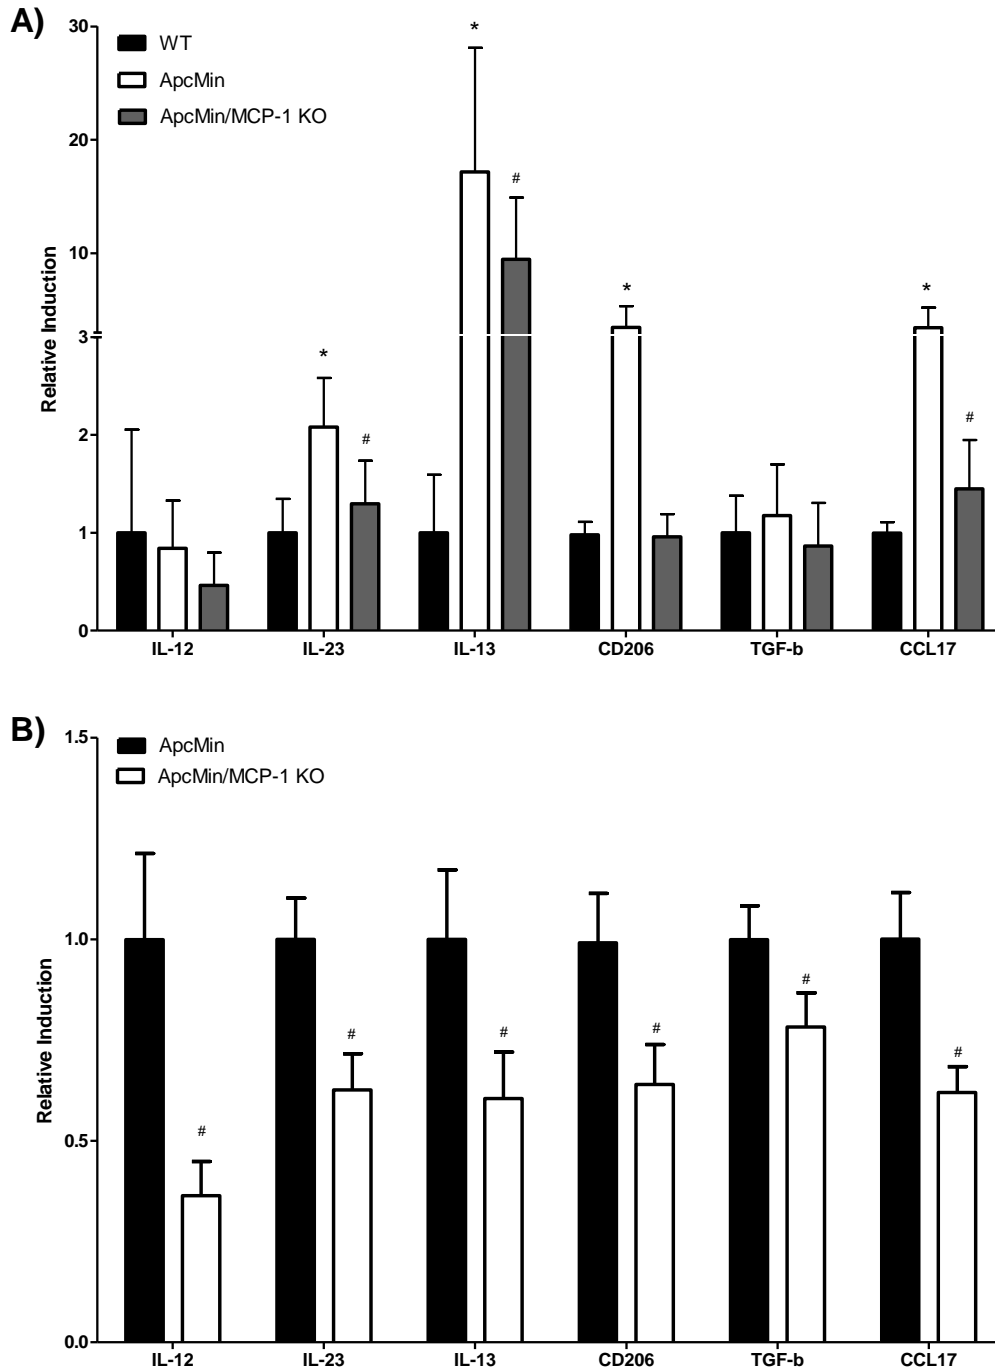 A)
WT
ApcMin
ApcMin/MCP-1 KO
Relative Induction
30
20
10
3
2
1
0
*
#
*
#
*
*
#
IL-12 IL-23 IL-13 CD206 TGF-b CCL17
B)
ApcMin
ApcMin/MCP-1 KO
Relative Induction
1.5
1.0
0.5
0.0
# # # # # #
IL-12 IL-23 IL-13 CD206 TGF-b CCL17